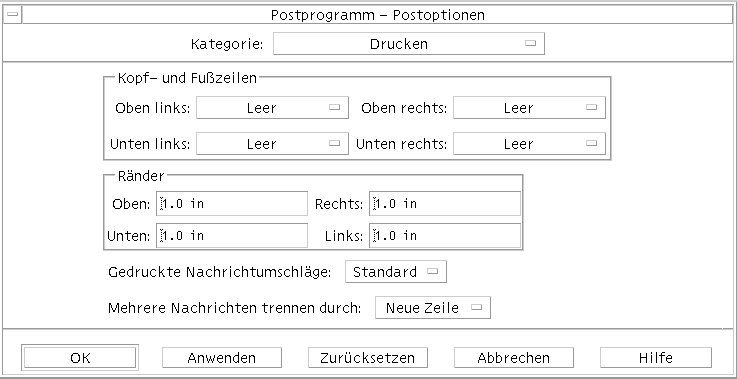 Postprogramm – Postoptionen
Kategorie: Drucken
Kopf– und Fußzeilen
Oben links: Leer Oben rechts: Leer
Unten links: Leer Unten rechts: Leer
Ränder
Oben: 1.0 in Rechts: 1.0 in
Unten: 1.0 in Links: 1.0 in
Gedruckte Nachrichtumschläge: Standard
Mehrere Nachrichten trennen durch: Neue Zeile
OK Anwenden Zurücksetzen Abbrechen Hilfe